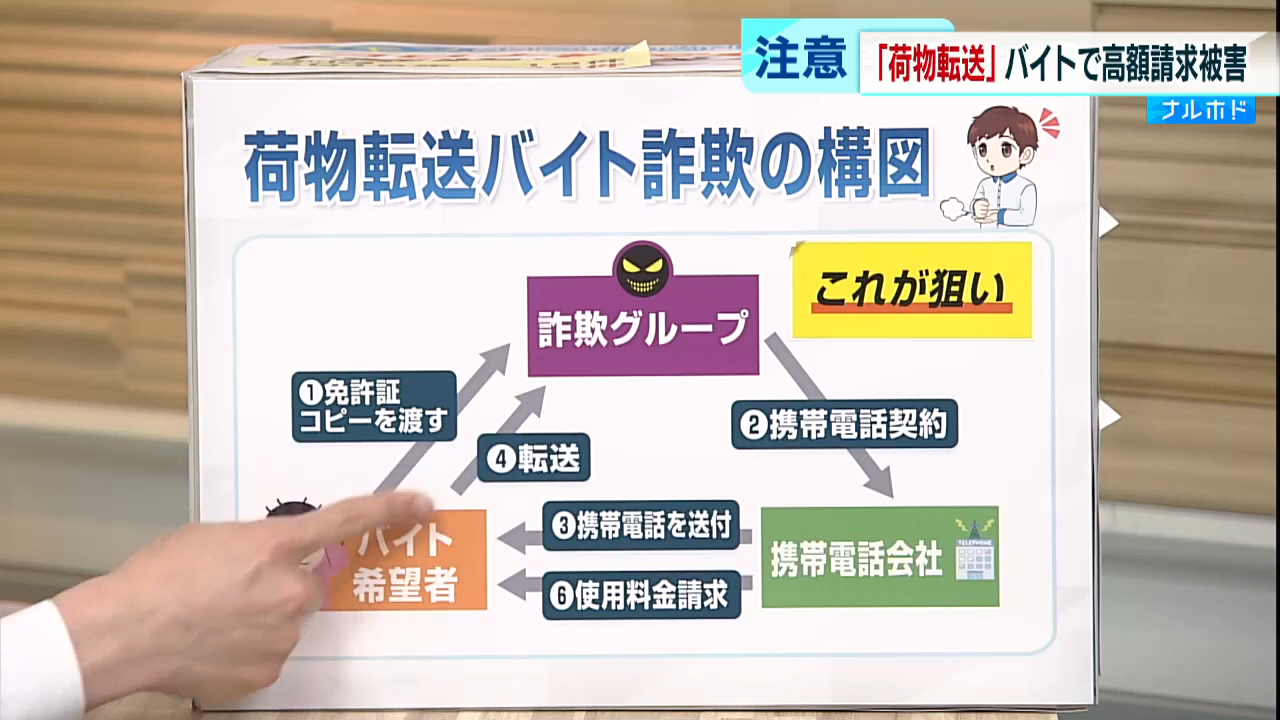 注意
「荷物転送」バイトで高額請求被害
ナルホド
荷物転送バイト詐欺の構図
これが狙い
詐欺グループ
❶免許証
コピーを渡す
❷携帯電話契約
❹転送
❸携帯電話を送付
バイト
希望者
携帯電話会社
TELEPHONE
❻使用料金請求